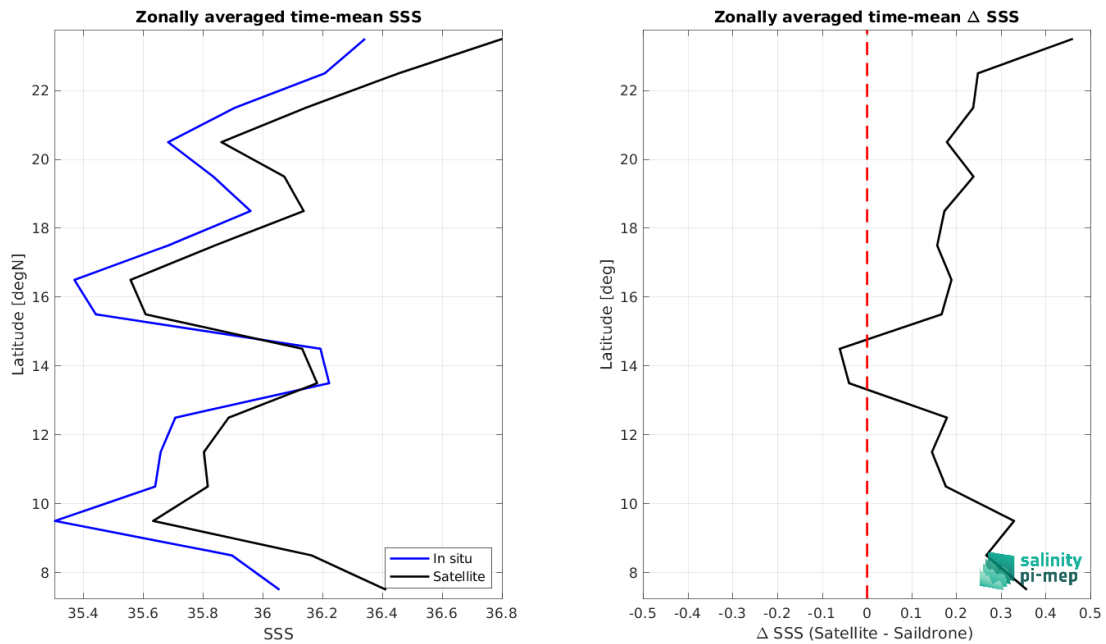 Zonally averaged time-mean SSS
Latitude [degN]
22
20
18
16
14
12
10
8
35.4 35.6 35.8 36 36.2 36.4 36.6 36.8
SSS
In situ
Satellite
Zonally averaged time-mean Δ SSS
Latitude [deg]
22
20
18
16
14
12
10
8
-0.5 -0.4 -0.3 -0.2 -0.1 0 0.1 0.2 0.3 0.4 0.5
Δ SSS (Satellite - Saildrone)
salinity
pi-mep